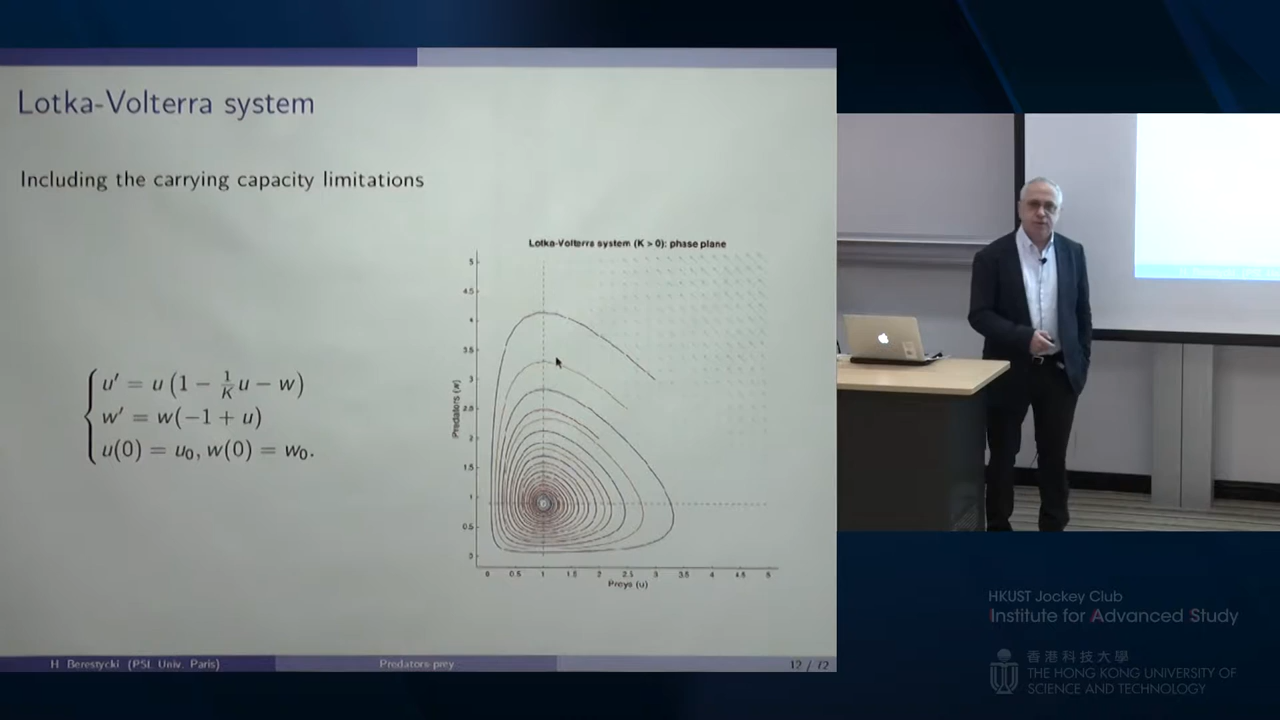 Lotka-Volterra system
Including the carrying capacity limitations
u′ = u(1 − 1/K u − w)
w′ = w(−1 + u)
u(0) = u₀, w(0) = w₀.
Lotka-Volterra system (K > 0): phase plane
Predators (w)
5
4.5
4
3.5
3
2.5
2
1.5
1
0.5
0
0 0.5 1 1.5 2 2.5 3 3.5 4 4.5 5
Preys (u)
H Berestycki (PSL Univ. Paris)
Predators-prey
12 / 72
HKUST Jockey Club
Institute for Advanced Study
香港科技大學
THE HONG KONG UNIVERSITY OF
SCIENCE AND TECHNOLOGY